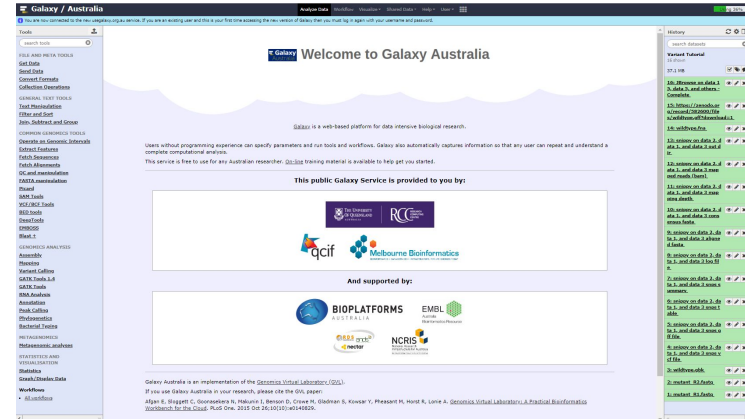 Galaxy / Australia
Analyze Data Workflow Visualize Shared Data Help User
You are now connected to the new usegalaxy.org.au service. If you are an existing user and this is your first time accessing the new version of Galaxy then you must log in again with your username and password.
Tools
search tools
FILE AND META TOOLS
Get Data
Send Data
Convert Formats
Collection Operations
GENERAL TEXT TOOLS
Text Manipulation
Filter and Sort
Join, Subtract and Group
COMMON GENOMICS TOOLS
Operate on Genomic Intervals
Extract Features
Fetch Sequences
Fetch Alignments
QC and manipulation
FASTA manipulation
Picard
SAM Tools
VCF/BCF Tools
BED tools
DeepTools
EMBOSS
Blast +
GENOMICS ANALYSIS
Assembly
Mapping
Variant Calling
GATK Tools 1.4
GATK Tools
RNA Analysis
Annotation
Peak Calling
Phylogenetics
Bacterial Typing
METAGENOMICS
Metagenomic analyses
STATISTICS AND
VISUALISATION
Statistics
Graph/Display Data
Workflows
All workflows
Galaxy
Australia
Welcome to Galaxy Australia
Galaxy is a web-based platform for data intensive biological research.
Users without programming experience can specify parameters and run tools and workflows. Galaxy also automatically captures information so that any user can repeat and understand a
complete computational analysis.
This service is free to use for any Australian researcher. On-line training material is available to help get you started.
This public Galaxy Service is provided to you by:
THE UNIVERSITY
OF QUEENSLAND
RCC
qcif
Melbourne Bioinformatics
And supported by:
BIOPLATFORMS
AUSTRALIA
EMBL
Australia
Bioinformatics Resource
ands
nectar
NCRIS
Galaxy Australia is an implementation of the Genomics Virtual Laboratory (GVL).
If you use Galaxy Australia in your research, please cite the GVL paper:
Afgan E, Sloggett C, Goonasekera N, Makunin I, Benson D, Crowe M, Gladman S, Kowsar Y, Pheasant M, Horst R, Lonie A. Genomics Virtual Laboratory: A Practical Bioinformatics
Workbench for the Cloud. PLoS One. 2015 Oct 26;10(10):e0140829.
History
search datasets
Variant Tutorial
16 shown
37.1 MB
16: JBrowse on data 1
5, data 5, and others -
Complete
15: https://zenodo.or
g/record/582600/file
s/wildtype.gff?download=1
14: wildtype.fna
13: snippy on data 2, d
ata 1, and data 3 out d
ir
12: snippy on data 2, d
ata 1, and data 3 map
ped reads (bam)
11: snippy on data 2, d
ata 1, and data 3 map
ping depth
10: snippy on data 2, d
ata 1, and data 3 cons
ensus fasta
9: snippy on data 2, da
ta 1, and data 3 aligne
d fasta
8: snippy on data 2, da
ta 1, and data 3 log fil
e
7: snippy on data 2, da
ta 1, and data 3 snps s
ummary
6: snippy on data 2, da
ta 1, and data 3 snps t
able
5: snippy on data 2, da
ta 1, and data 3 snps g
ff file
4: snippy on data 2, da
ta 1, and data 3 snps v
cf file
3: wildtype.gbk
2: mutant_R2.fastq
1: mutant_R1.fastq